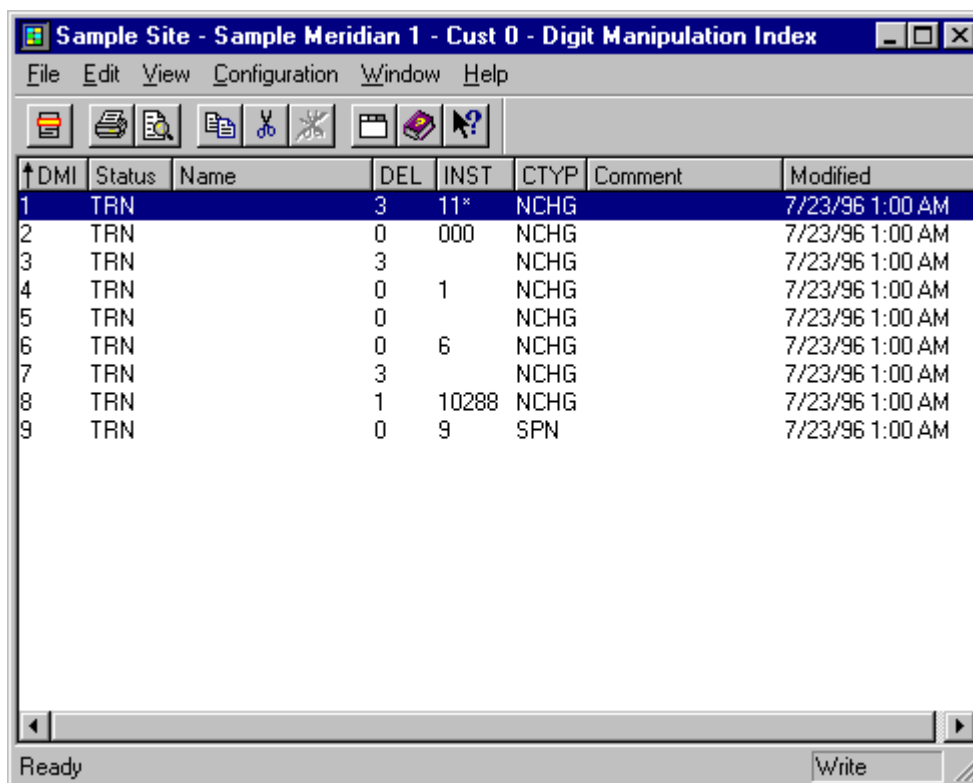 Sample Site - Sample Meridian 1 - Cust 0 - Digit Manipulation Index
File Edit View Configuration Window Help
DMI Status Name DEL INST CTYP Comment Modified
1 TRN 3 11* NCHG 7/23/96 1:00 AM
2 TRN 0 000 NCHG 7/23/96 1:00 AM
3 TRN 3 NCHG 7/23/96 1:00 AM
4 TRN 0 1 NCHG 7/23/96 1:00 AM
5 TRN 0 NCHG 7/23/96 1:00 AM
6 TRN 0 6 NCHG 7/23/96 1:00 AM
7 TRN 3 NCHG 7/23/96 1:00 AM
8 TRN 1 10288 NCHG 7/23/96 1:00 AM
9 TRN 0 9 SPN 7/23/96 1:00 AM
Ready Write